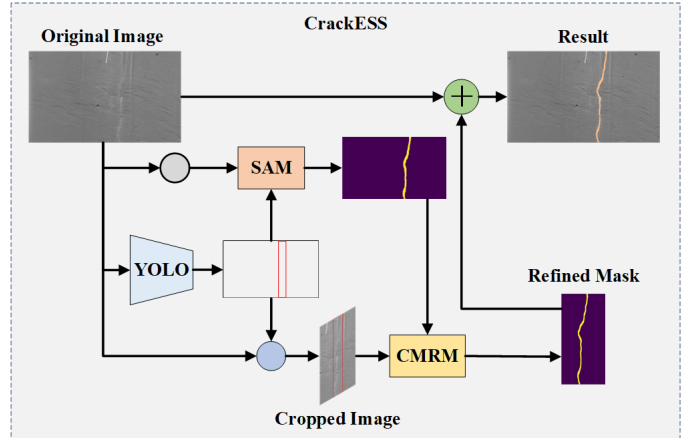 CrackESS
Original Image
Result
SAM
YOLO
Refined Mask
CMRM
Cropped Image